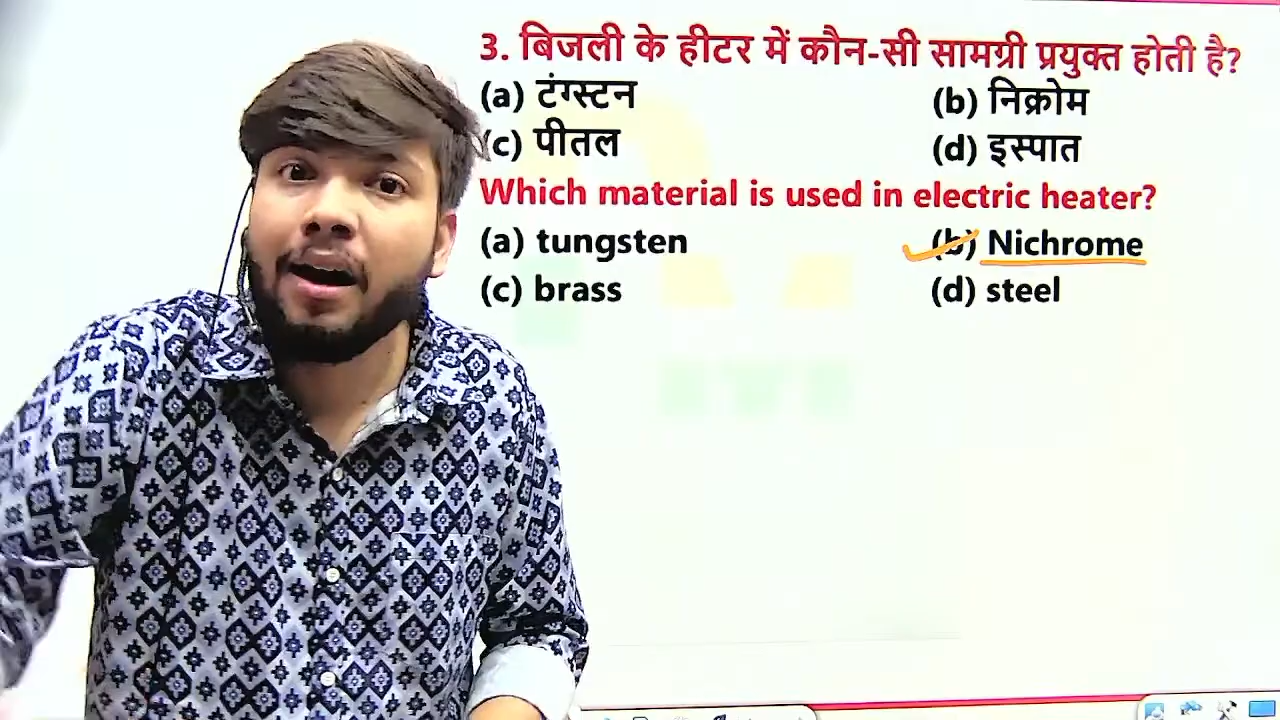 3. बिजली के हीटर में कौन-सी सामग्री प्रयुक्त होती है?
(a) टंगस्टन (b) निक्रोम
(c) पीतल (d) इस्पात
Which material is used in electric heater?
(a) tungsten (b) Nichrome
(c) brass (d) steel